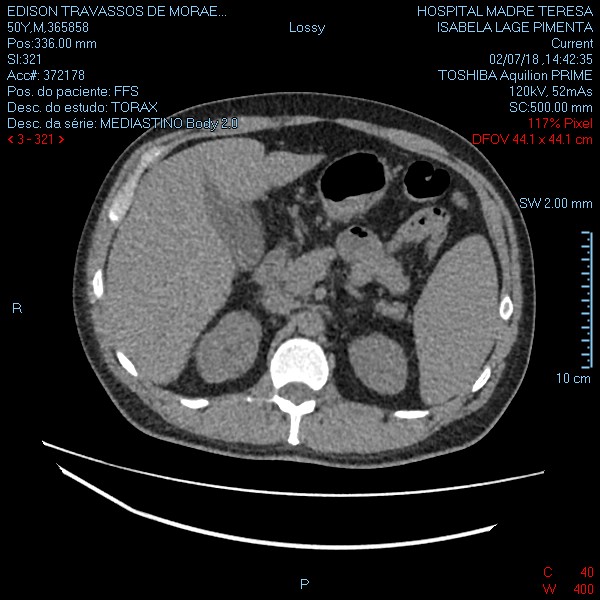 EDISON TRAVASSOS DE MORAE...
50Y,M,365858
Pos:336.00 mm
SI:321
Acc#: 372178
Pos. do paciente: FFS
Desc. do estudo: TORAX
Desc. da série: MEDIASTINO Body 2.0
< 3 - 321 >
Lossy
HOSPITAL MADRE TERESA
ISABELA LAGE PIMENTA
Current
02/07/18 ,14:42:35
TOSHIBA Aquilion PRIME
120kV, 52mAs
SC:500.00 mm
117% Pixel
DFOV 44.1 x 44.1 cm
SW 2.00 mm
R
10 cm
P
C 40
W 400